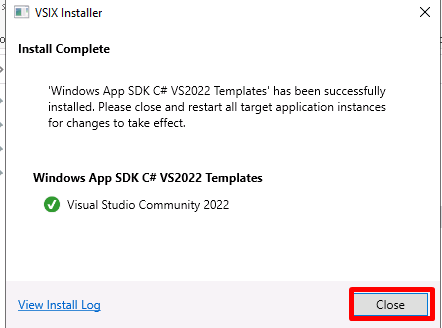 VSIX Installer
Install Complete
'Windows App SDK C# VS2022 Templates' has been successfully
installed. Please close and restart all target application instances
for changes to take effect.
Windows App SDK C# VS2022 Templates
Visual Studio Community 2022
View Install Log
Close